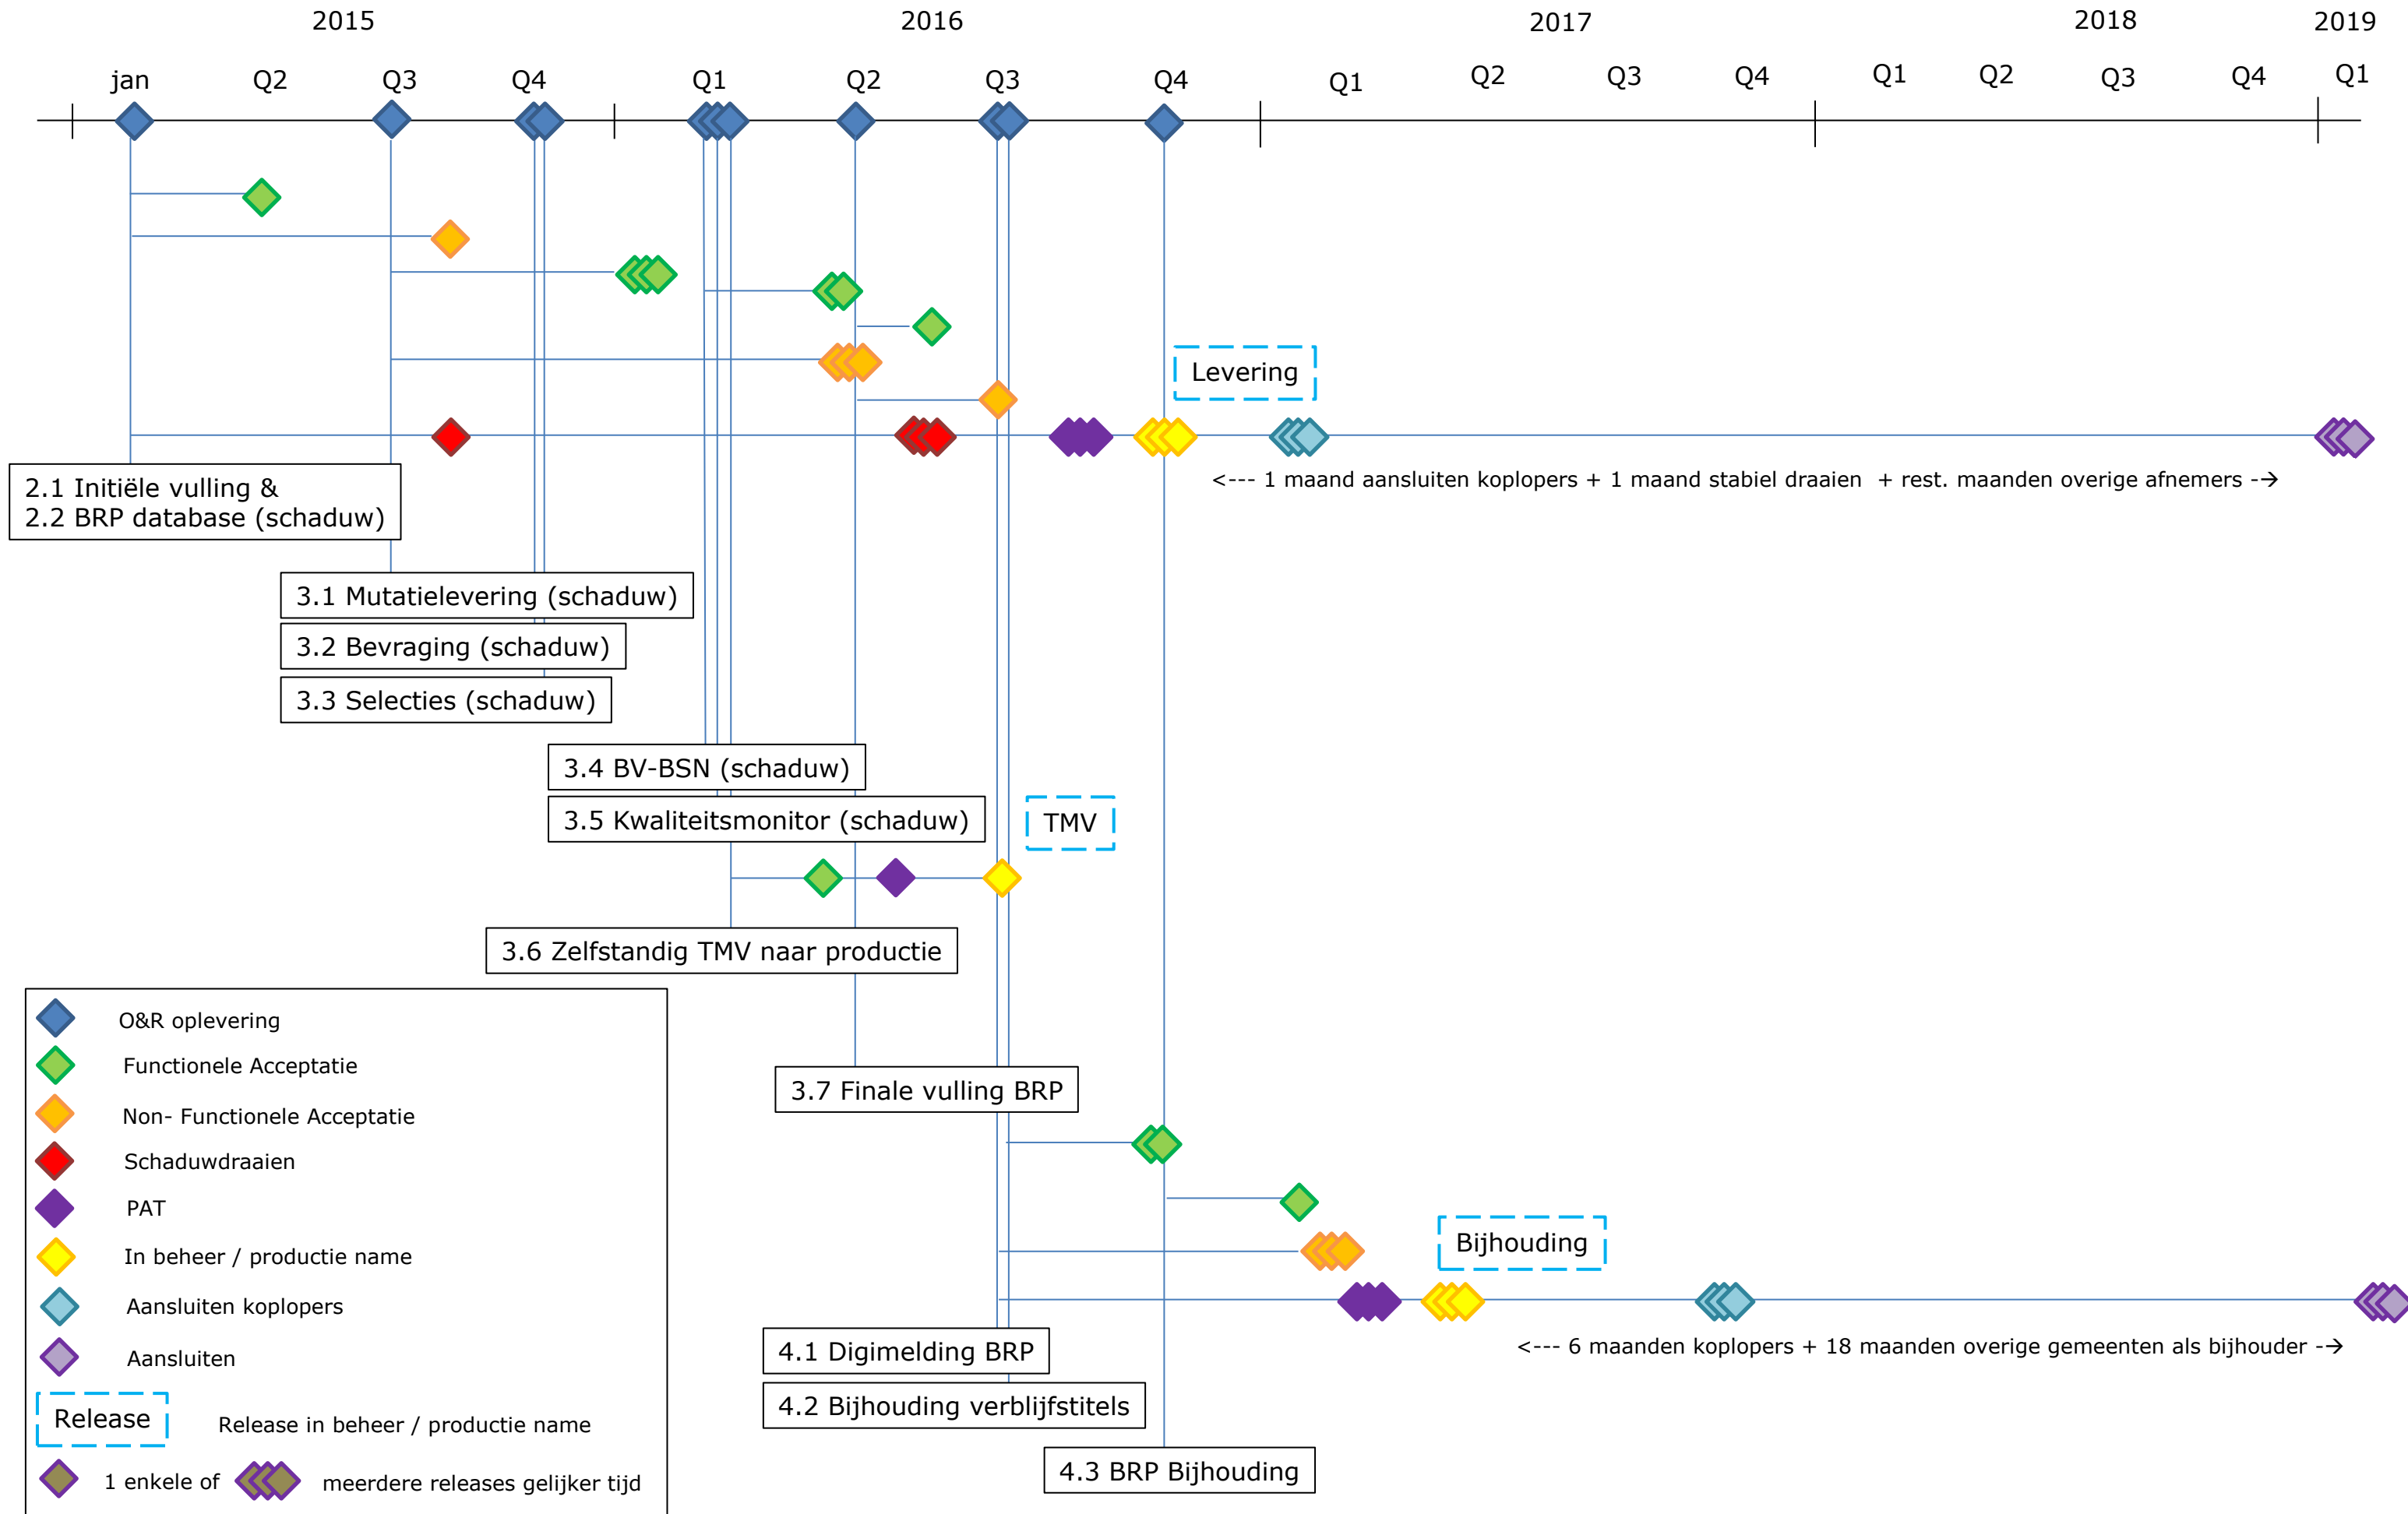 2015
2016
2017
2018
2019
jan
Q2
Q3
Q4
Q1
Q2
Q3
Q4
Q1
Q2
Q3
Q4
Q1
Q2
Q3
Q4
Q1
Levering
<--- 1 maand aansluiten koplopers + 1 maand stabiel draaien  + rest. maanden overige afnemers -→
2.1 Initiële vulling &
2.2 BRP database (schaduw)
3.1 Mutatielevering (schaduw)
3.2 Bevraging (schaduw)
3.3 Selecties (schaduw)
3.4 BV-BSN (schaduw)
3.5 Kwaliteitsmonitor (schaduw)
TMV
3.6 Zelfstandig TMV naar productie
3.7 Finale vulling BRP
Bijhouding
<--- 6 maanden koplopers + 18 maanden overige gemeenten als bijhouder -→
4.1 Digimelding BRP
4.2 Bijhouding verblijfstitels
4.3 BRP Bijhouding
O&R oplevering
Functionele Acceptatie
Non- Functionele Acceptatie
Schaduwdraaien
PAT
In beheer / productie name
Aansluiten koplopers
Aansluiten
Release
Release in beheer / productie name
1 enkele of
meerdere releases gelijker tijd